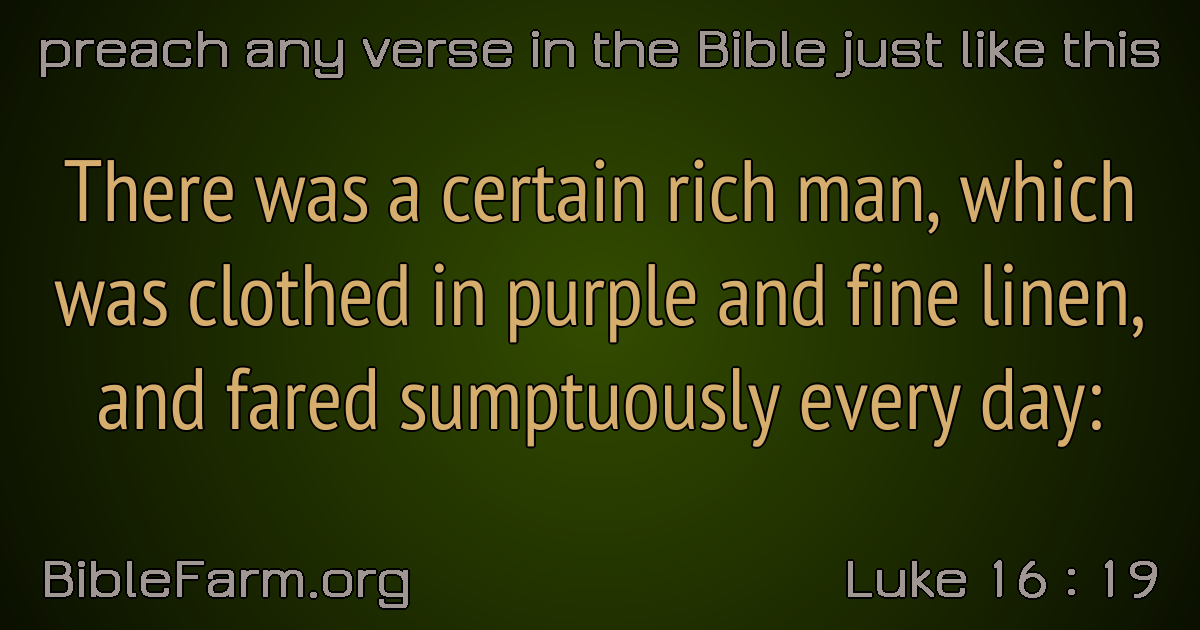 preach any verse in the Bible just like this
There was a certain rich man, which
was clothed in purple and fine linen,
and fared sumptuously every day:
BibleFarm.org
Luke 16 : 19